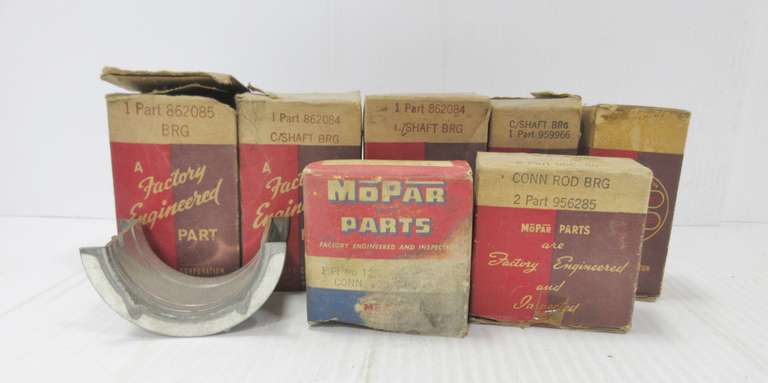 1 Part 862085
BRG
A
Factory
Engineered
PART
CORPORATION
1 Part 862084
C/SHAFT BRG
A
1 Part 862084
C/SHAFT BRG
C/SHAFT BRG
1 Part 959966
MOPAR
PARTS
FACTORY ENGINEERED AND INSPECTED
CONN
CONN ROD BRG
2 Part 956285
MOPAR PARTS
are
Factory Engineered
and
Inspected